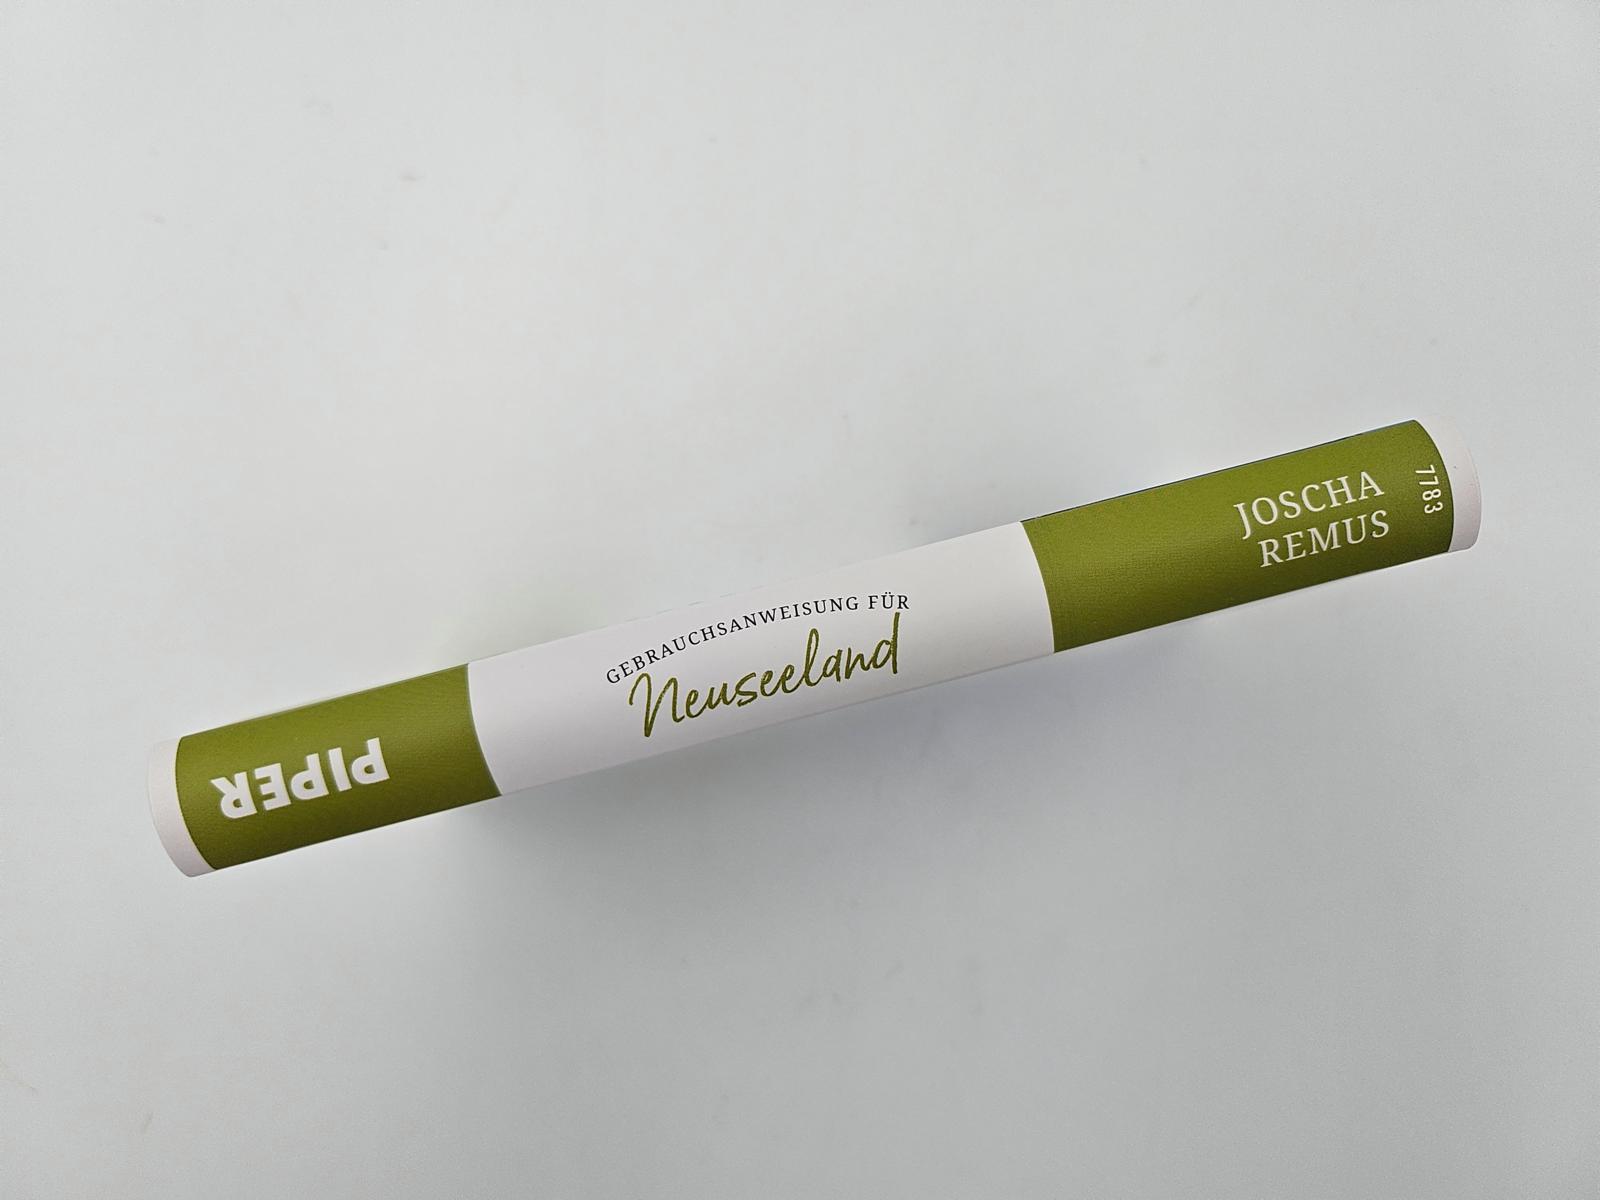 GEBRAUCHSANWEISUNG FÜR
Neuseeland
JOSCHA
REMUS
7783
PIPER